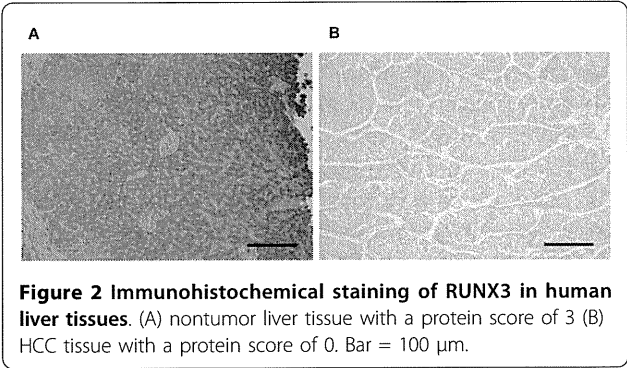 A B
Figure 2 Immunohistochemical staining of RUNX3 in human
liver tissues. (A) nontumor liver tissue with a protein score of 3 (B)
HCC tissue with a protein score of 0. Bar = 100 μm.